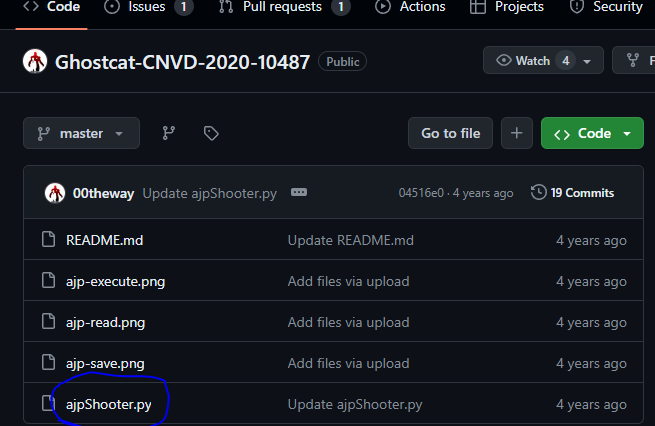 Code Issues 1 Pull requests 1 Actions Projects Security
Ghostcat-CNVD-2020-10487 Public Watch 4
master Go to file Code
00theway Update ajpShooter.py 04516e0 · 4 years ago 19 Commits
README.md Update README.md 4 years ago
ajp-execute.png Add files via upload 4 years ago
ajp-read.png Add files via upload 4 years ago
ajp-save.png Add files via upload 4 years ago
ajpShooter.py Update ajpShooter.py 4 years ago